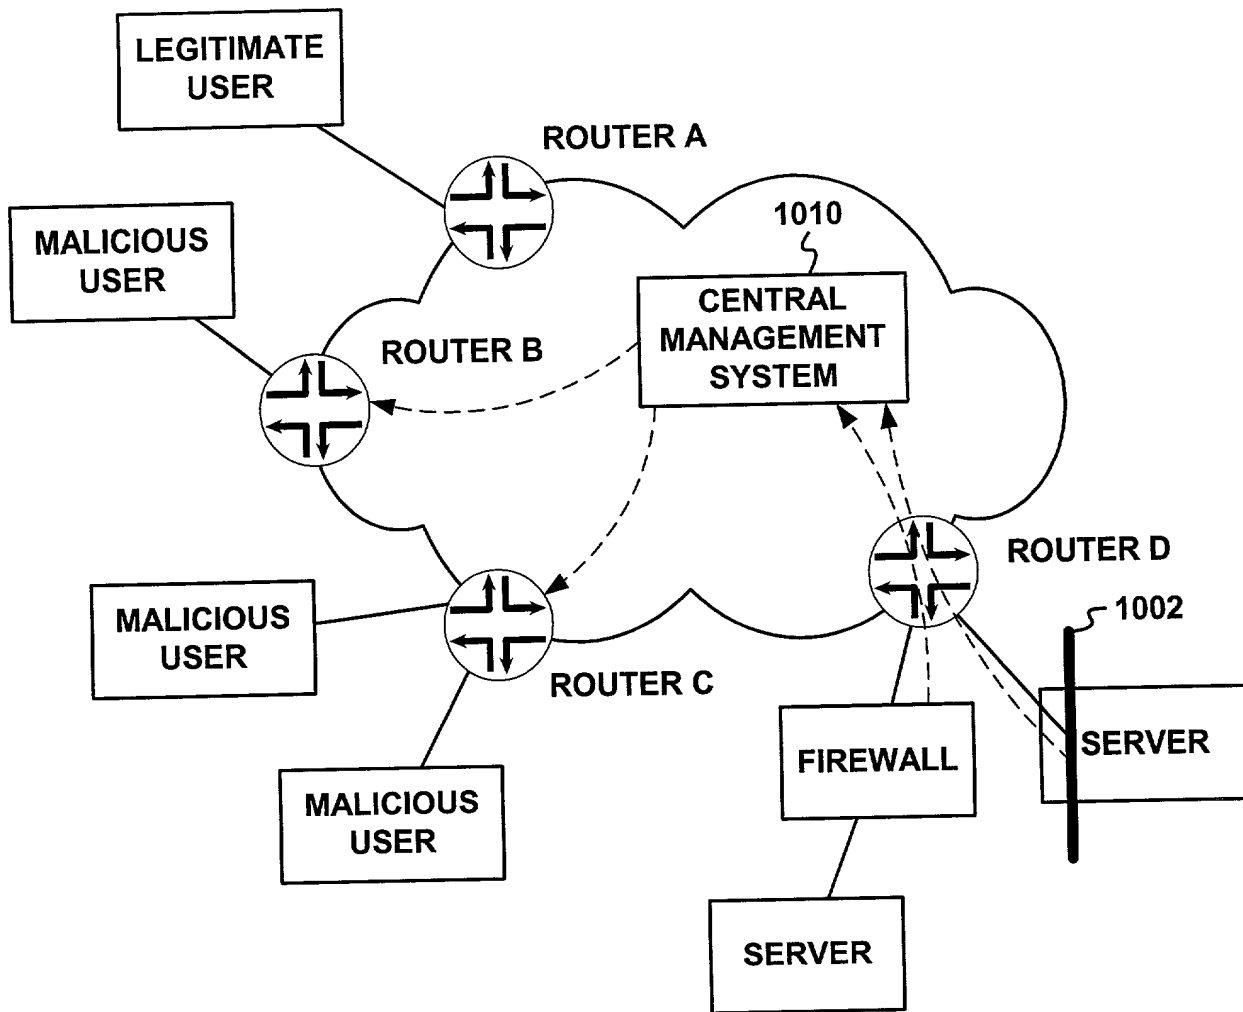 LEGITIMATE
USER
ROUTER A
1010
MALICIOUS
USER
CENTRAL
MANAGEMENT
SYSTEM
ROUTER B
ROUTER D
1002
MALICIOUS
USER
ROUTER C
FIREWALL
SERVER
MALICIOUS
USER
SERVER